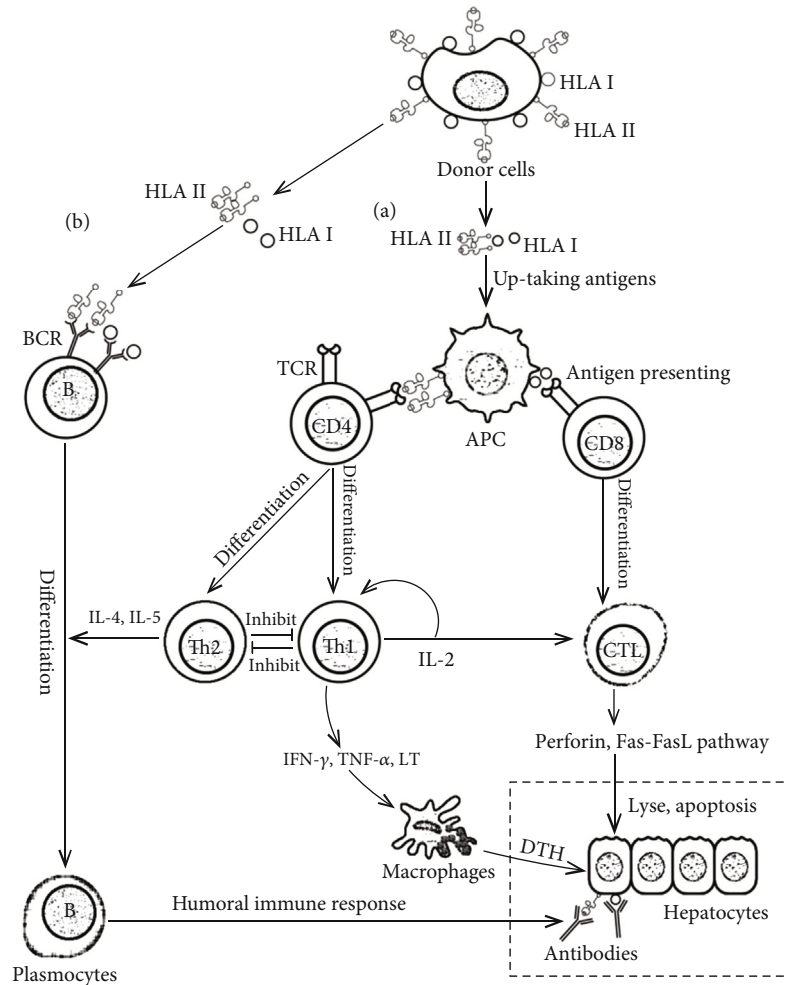 HLA I
HLA II
Donor cells
HLA II
(b)
(a)
HLA I
HLA II
HLA I
Up-taking antigens
BCR
TCR
Antigen presenting
B
CD4
APC
CD8
Differentiation
Differentiation
Differentiation
Differentiation
IL-4, IL-5
Inhibit
Th2
Th1
Inhibit
IL-2
CTL
IFN-γ, TNF-α, LT
Perforin, Fas-FasL pathway
Lyse, apoptosis
DTH
Macrophages
Hepatocytes
B
Humoral immune response
Antibodies
Plasmocytes